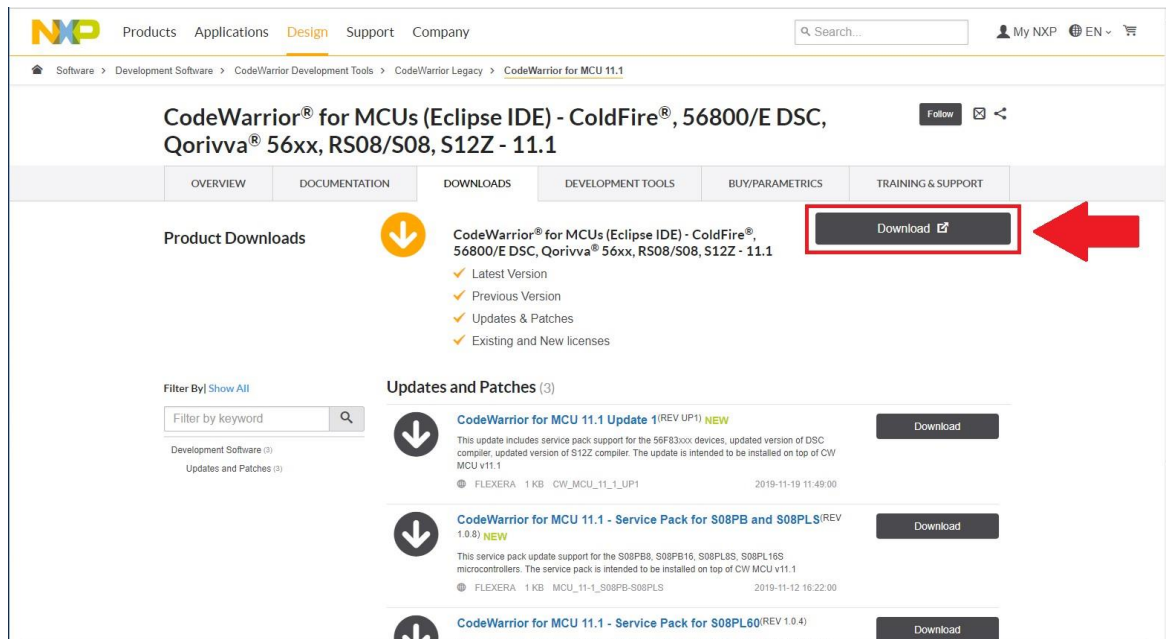 NXP
Products Applications Design Support Company Search... My NXP EN
Software > Development Software > CodeWarrior Development Tools > CodeWarrior Legacy > CodeWarrior for MCU 11.1
CodeWarrior® for MCUs (Eclipse IDE) - ColdFire®, 56800/E DSC,
Qorivva® 56xx, RS08/S08, S12Z - 11.1
Follow
OVERVIEW DOCUMENTATION DOWNLOADS DEVELOPMENT TOOLS BUY/PARAMETRICS TRAINING & SUPPORT
Product Downloads
CodeWarrior® for MCUs (Eclipse IDE) - ColdFire®,
56800/E DSC, Qorivva® 56xx, RS08/S08, S12Z - 11.1
Download
Latest Version
Previous Version
Updates & Patches
Existing and New licenses
Filter By| Show All
Filter by keyword
Development Software (3)
Updates and Patches (3)
Updates and Patches (3)
CodeWarrior for MCU 11.1 Update 1(REV UP1) NEW
Download
This update includes service pack support for the 56F83xxx devices, updated version of DSC
compiler, updated version of S12Z compiler. The update is intended to be installed on top of CW
MCU v11.1
FLEXERA 1 KB CW_MCU_11_1_UP1 2019-11-19 11:49:00
CodeWarrior for MCU 11.1 - Service Pack for S08PB and S08PLS(REV
1.0.8) NEW
Download
This service pack update support for the S08PB8, S08PB16, S08PL8S, S08PL16S
microcontrollers. The service pack is intended to be installed on top of CW MCU v11.1
FLEXERA 1 KB MCU_11-1_S08PB-S08PLS 2019-11-12 16:22:00
CodeWarrior for MCU 11.1 - Service Pack for S08PL60(REV 1.0.4)
Download